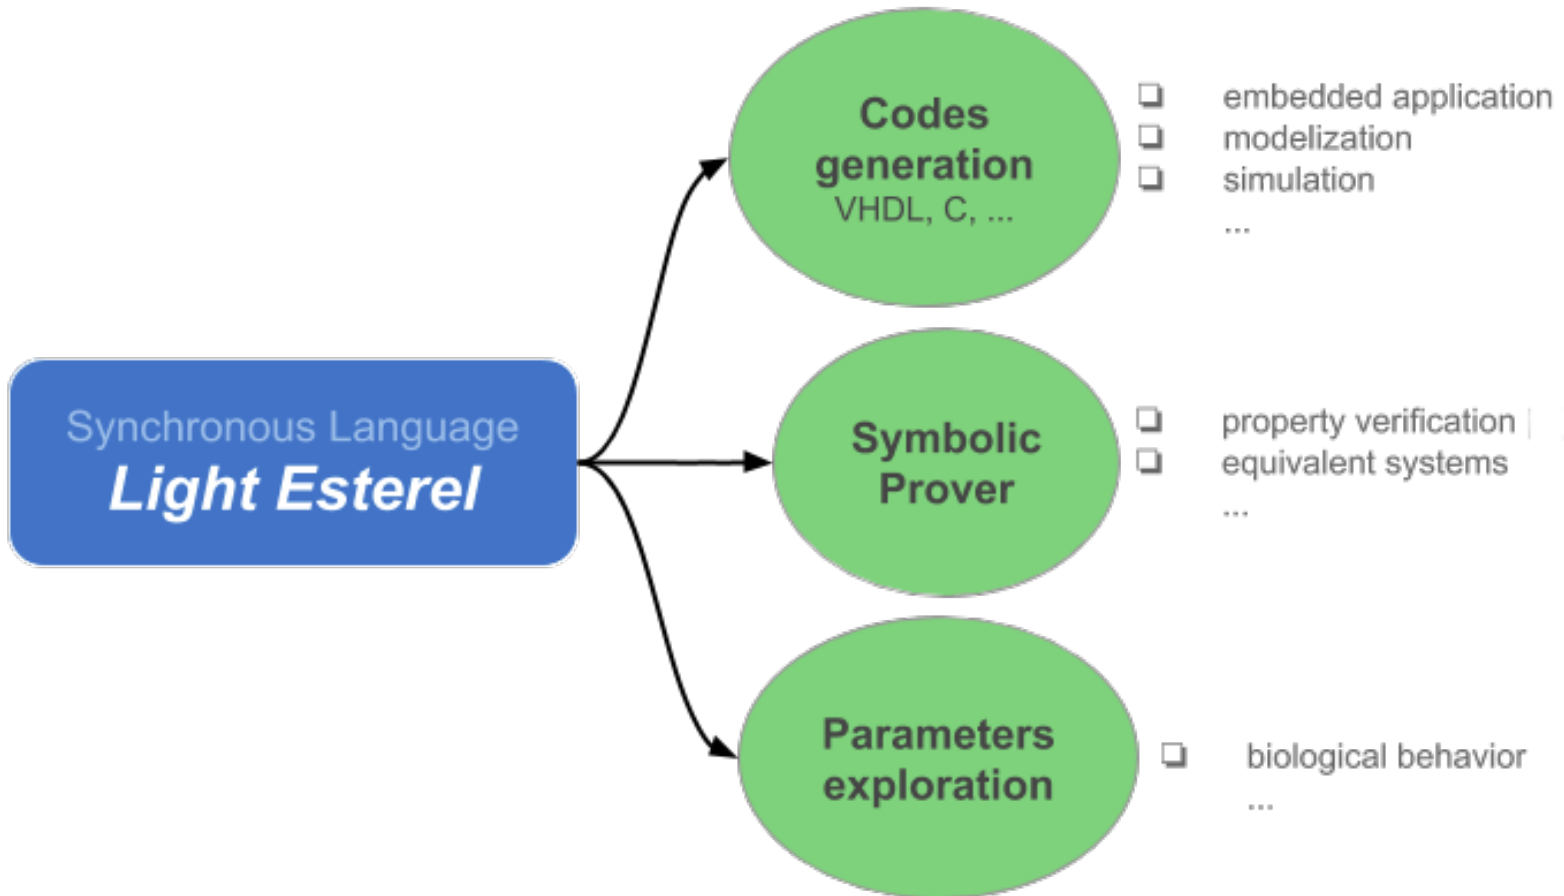 Synchronous Language
Light Esterel
Codes
generation
VHDL, C, ...
❑ embedded application
❑ modelization
❑ simulation
...
Symbolic
Prover
❑ property verification
❑ equivalent systems
...
Parameters
exploration
❑ biological behavior
...